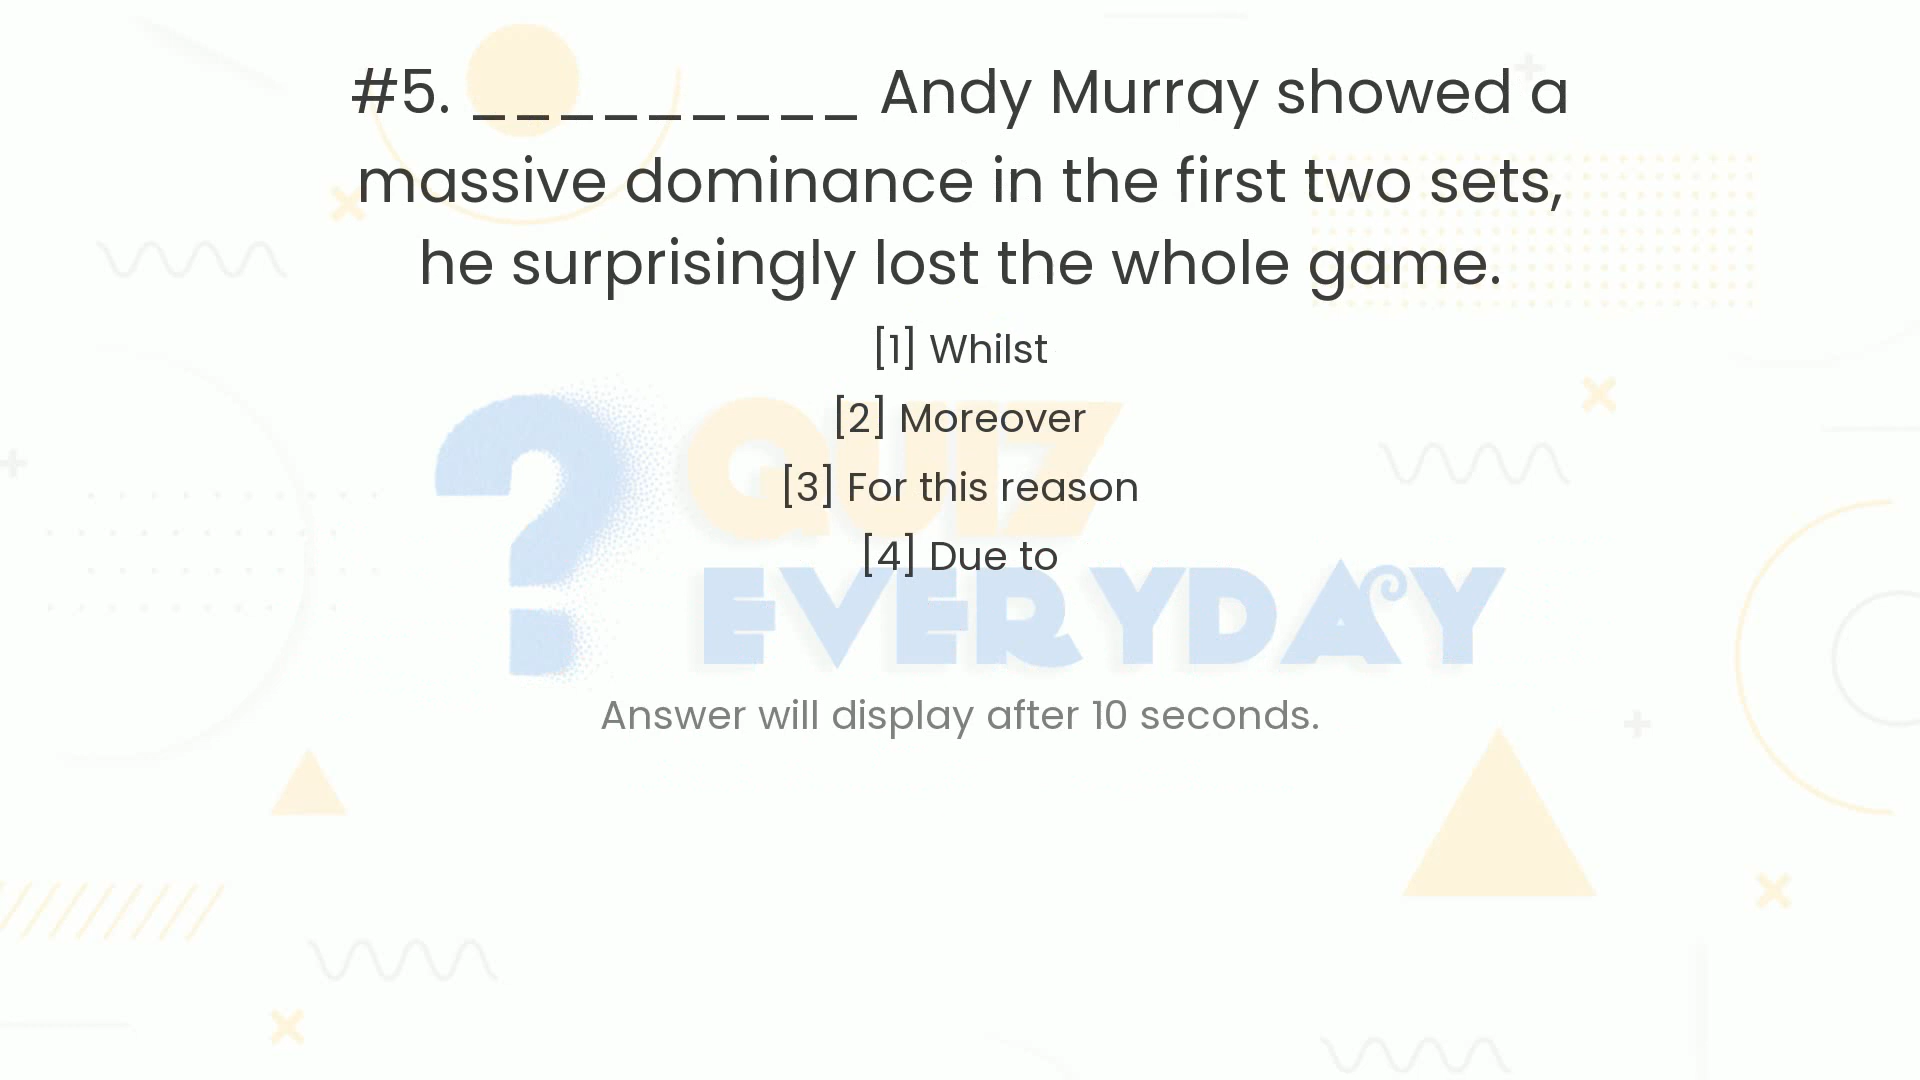 #5. _________ Andy Murray showed a
massive dominance in the first two sets,
he surprisingly lost the whole game.
[1] Whilst
[2] Moreover
[3] For this reason
[4] Due to
? QUIZ
EVERYDAY
Answer will display after 10 seconds.